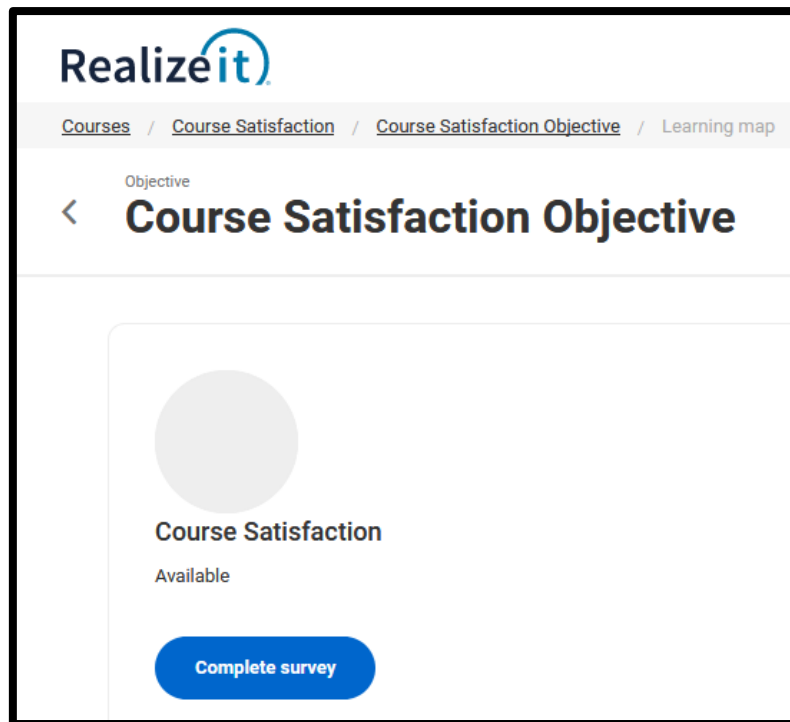 Realizeit
Courses / Course Satisfaction / Course Satisfaction Objective / Learning map
Objective
Course Satisfaction Objective
Course Satisfaction
Available
Complete survey